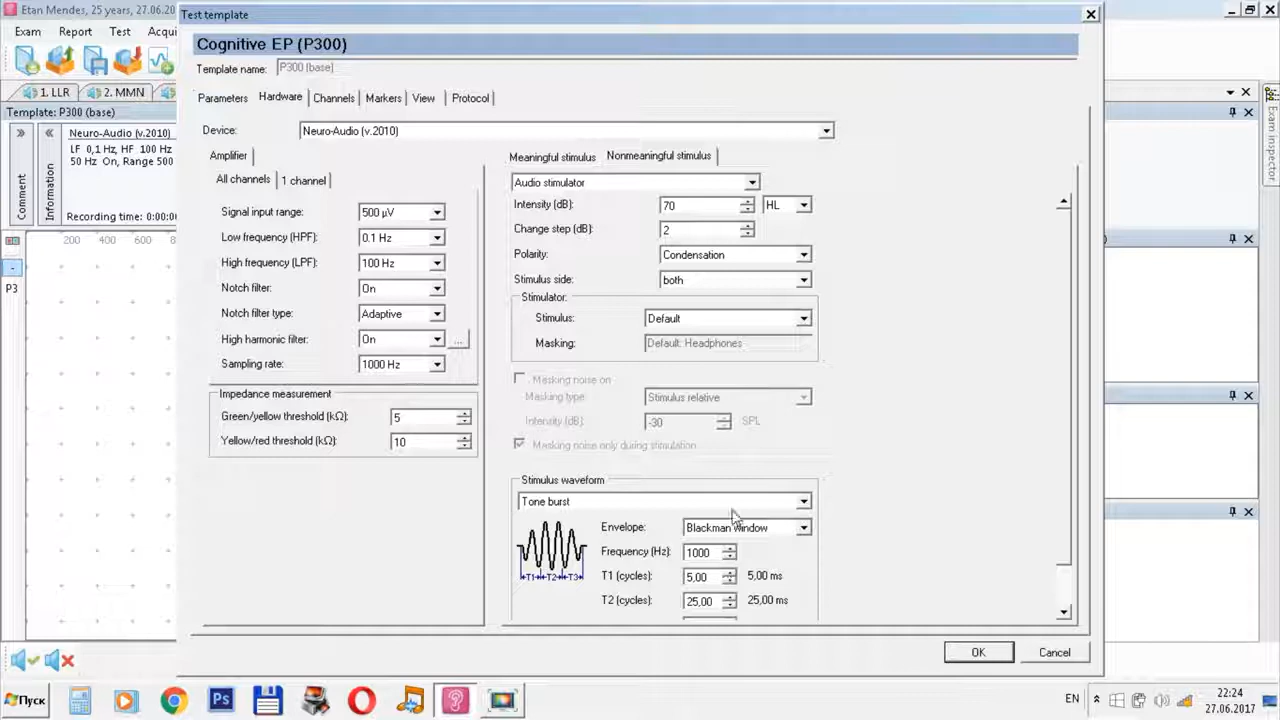 Etan Mendes, 25 years, 27.06.20
Test template
Exam Report Test Acqui
Cognitive EP (P300)
Template name: P300 (base)
1. LLR 2. MMN
Parameters Hardware Channels Markers View Protocol
Template: P300 (base)
Device: Neuro-Audio (v.2010)
Neuro-Audio (v.2010)
LF 0,1 Hz, HF 100 Hz
50 Hz On, Range 500
Recording time: 0:00:0
Comment
Information
Exam inspector
200 400 600 8
P3
Amplifier
All channels 1 channel
Signal input range: 500 µV
Low frequency (HPF): 0.1 Hz
High frequency (LPF): 100 Hz
Notch filter: On
Notch filter type: Adaptive
High harmonic filter: On ...
Sampling rate: 1000 Hz
Impedance measurement
Green/yellow threshold (kΩ): 5
Yellow/red threshold (kΩ): 10
Meaningful stimulus Nonmeaningful stimulus
Audio stimulator
Intensity (dB): 70 HL
Change step (dB): 2
Polarity: Condensation
Stimulus side: both
Stimulator:
Stimulus: Default
Masking: Default: Headphones
Masking noise on
Masking type: Stimulus relative
Intensity (dB): -30 SPL
Masking noise only during stimulation
Stimulus waveform
Tone burst
Envelope: Blackman window
Frequency (Hz): 1000
T1 (cycles): 5,00 5,00 ms
T2 (cycles): 25,00 25,00 ms
T1 T2 T3
OK Cancel
Пуск
Ps
EN
22:24
27.06.2017